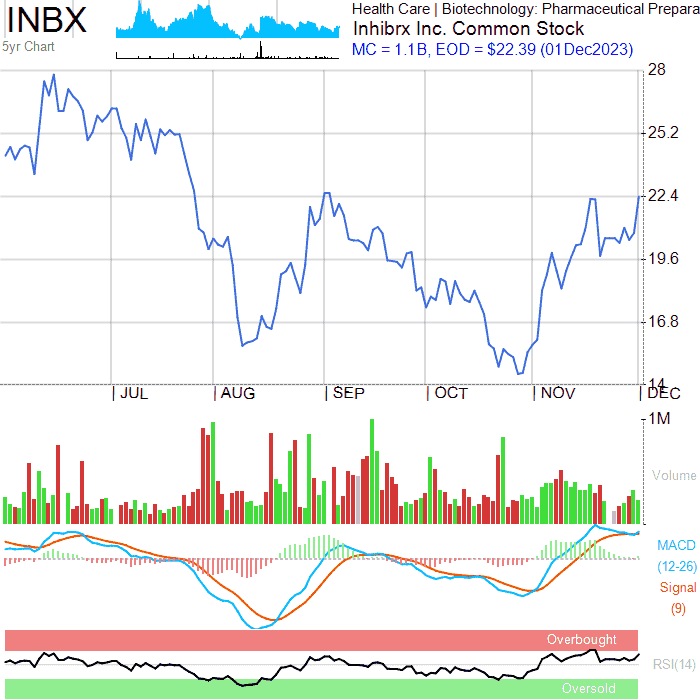 INBX
5yr Chart
Health Care | Biotechnology: Pharmaceutical Prepara
Inhibrx Inc. Common Stock
MC = 1.1B, EOD = $22.39 (01Dec2023)
28
25.2
22.4
19.6
16.8
14
| JUL | AUG | SEP | OCT | NOV | DEC
1M
Volume
MACD
(12-26)
Signal
(9)
Overbought
RSI(14)
Oversold